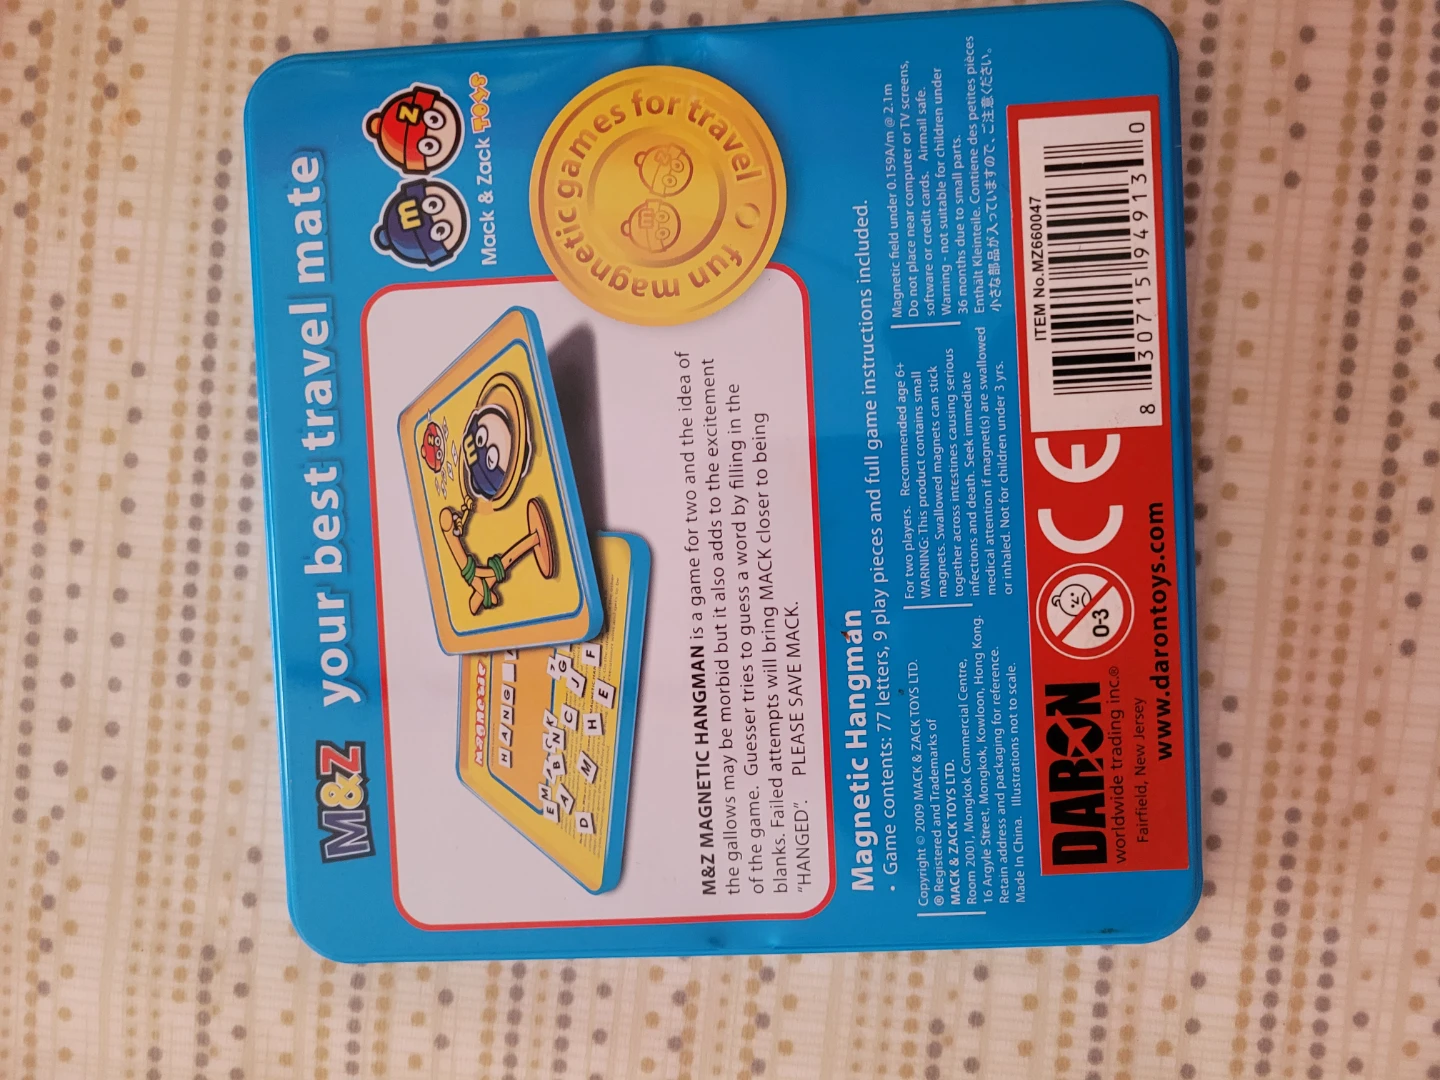 M&Z your best travel mate
Mack & Zack TOYS
fun magnetic games for travel
m
z
magnetic
HANG
M&Z MAGNETIC HANGMAN is a game for two and the idea of
the gallows may be morbid but it also adds to the excitement
of the game. Guesser tries to guess a word by filling in the
blanks. Failed attempts will bring MACK closer to being
"HANGED". PLEASE SAVE MACK.
Magnetic Hangman
• Game contents: 77 letters, 9 play pieces and full game instructions included.
Copyright © 2009 MACK & ZACK TOYS LTD.
® Registered and Trademarks of
MACK & ZACK TOYS LTD.
Room 2001, Mongkok Commercial Centre,
16 Argyle Street, Mongkok, Kowloon, Hong Kong.
Retain address and packaging for reference.
Made In China. Illustrations not to scale.
For two players. Recommended age 6+
WARNING: This product contains small
magnets. Swallowed magnets can stick
together across intestines causing serious
infections and death. Seek immediate
medical attention if magnet(s) are swallowed
or inhaled. Not for children under 3 yrs.
Magnetic field under 0.159A/m @ 2.1m
Do not place near computer or TV screens,
software or credit cards. Airmail safe.
Warning - not suitable for children under
36 months due to small parts.
Enthält Kleinteile. Contient des petites pièces
小さな部品が入っていますので、ご注意ください。
DARON
worldwide trading inc.®
Fairfield, New Jersey
www.darontoys.com
0-3
CE
ITEM No.MZ660047
8 30715 94913 0